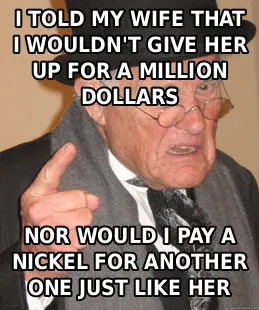 I TOLD MY WIFE THAT
I WOULDN'T GIVE HER
UP FOR A MILLION
DOLLARS
NOR WOULD I PAY A
NICKEL FOR ANOTHER
ONE JUST LIKE HER